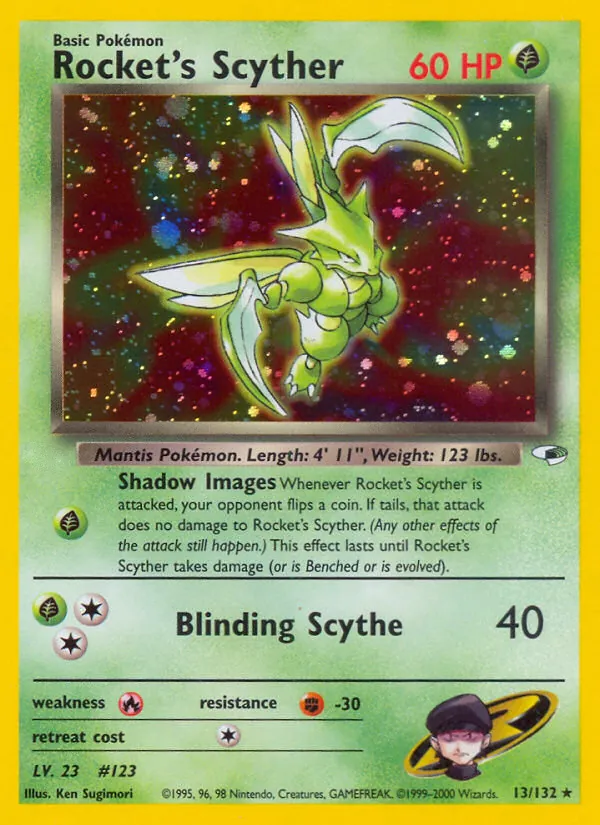 Basic Pokémon
Rocket's Scyther 60 HP
Mantis Pokémon. Length: 4' 11", Weight: 123 lbs.
Shadow Images Whenever Rocket's Scyther is
attacked, your opponent flips a coin. If tails, that attack
does no damage to Rocket's Scyther. (Any other effects of
the attack still happen.) This effect lasts until Rocket's
Scyther takes damage (or is Benched or is evolved).
Blinding Scythe 40
weakness resistance -30
retreat cost
LV. 23 #123
Illus. Ken Sugimori ©1995, 96, 98 Nintendo, Creatures, GAMEFREAK. ©1999-2000 Wizards. 13/132 ★